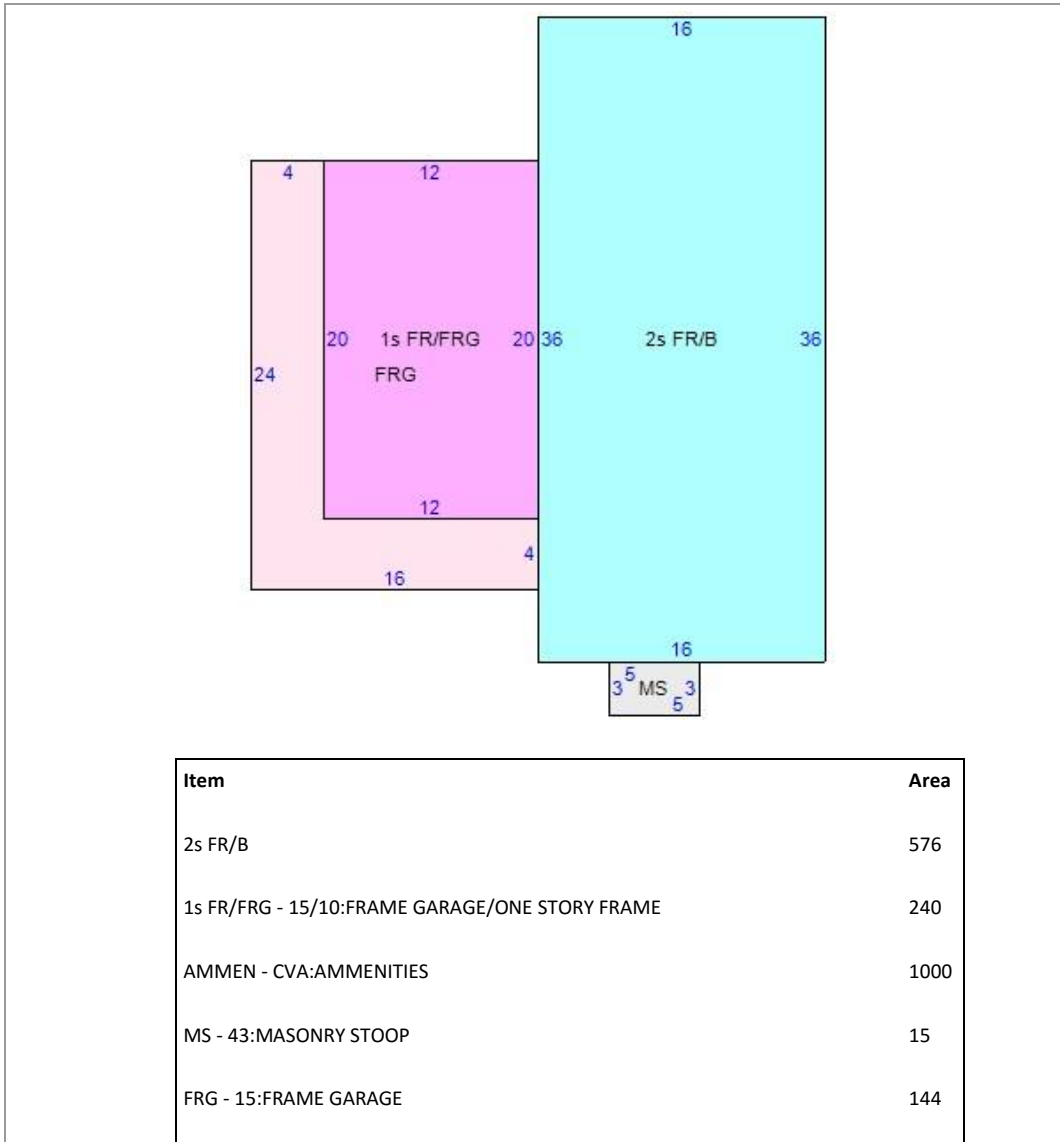 16
4 12
20 1s FR/FRG 20 36 2s FR/B 36
24 FRG
12
4
16
16
3 5 MS 3
5
Item Area
2s FR/B 576
1s FR/FRG - 15/10:FRAME GARAGE/ONE STORY FRAME 240
AMMEN - CVA:AMMENITIES 1000
MS - 43:MASONRY STOOP 15
FRG - 15:FRAME GARAGE 144